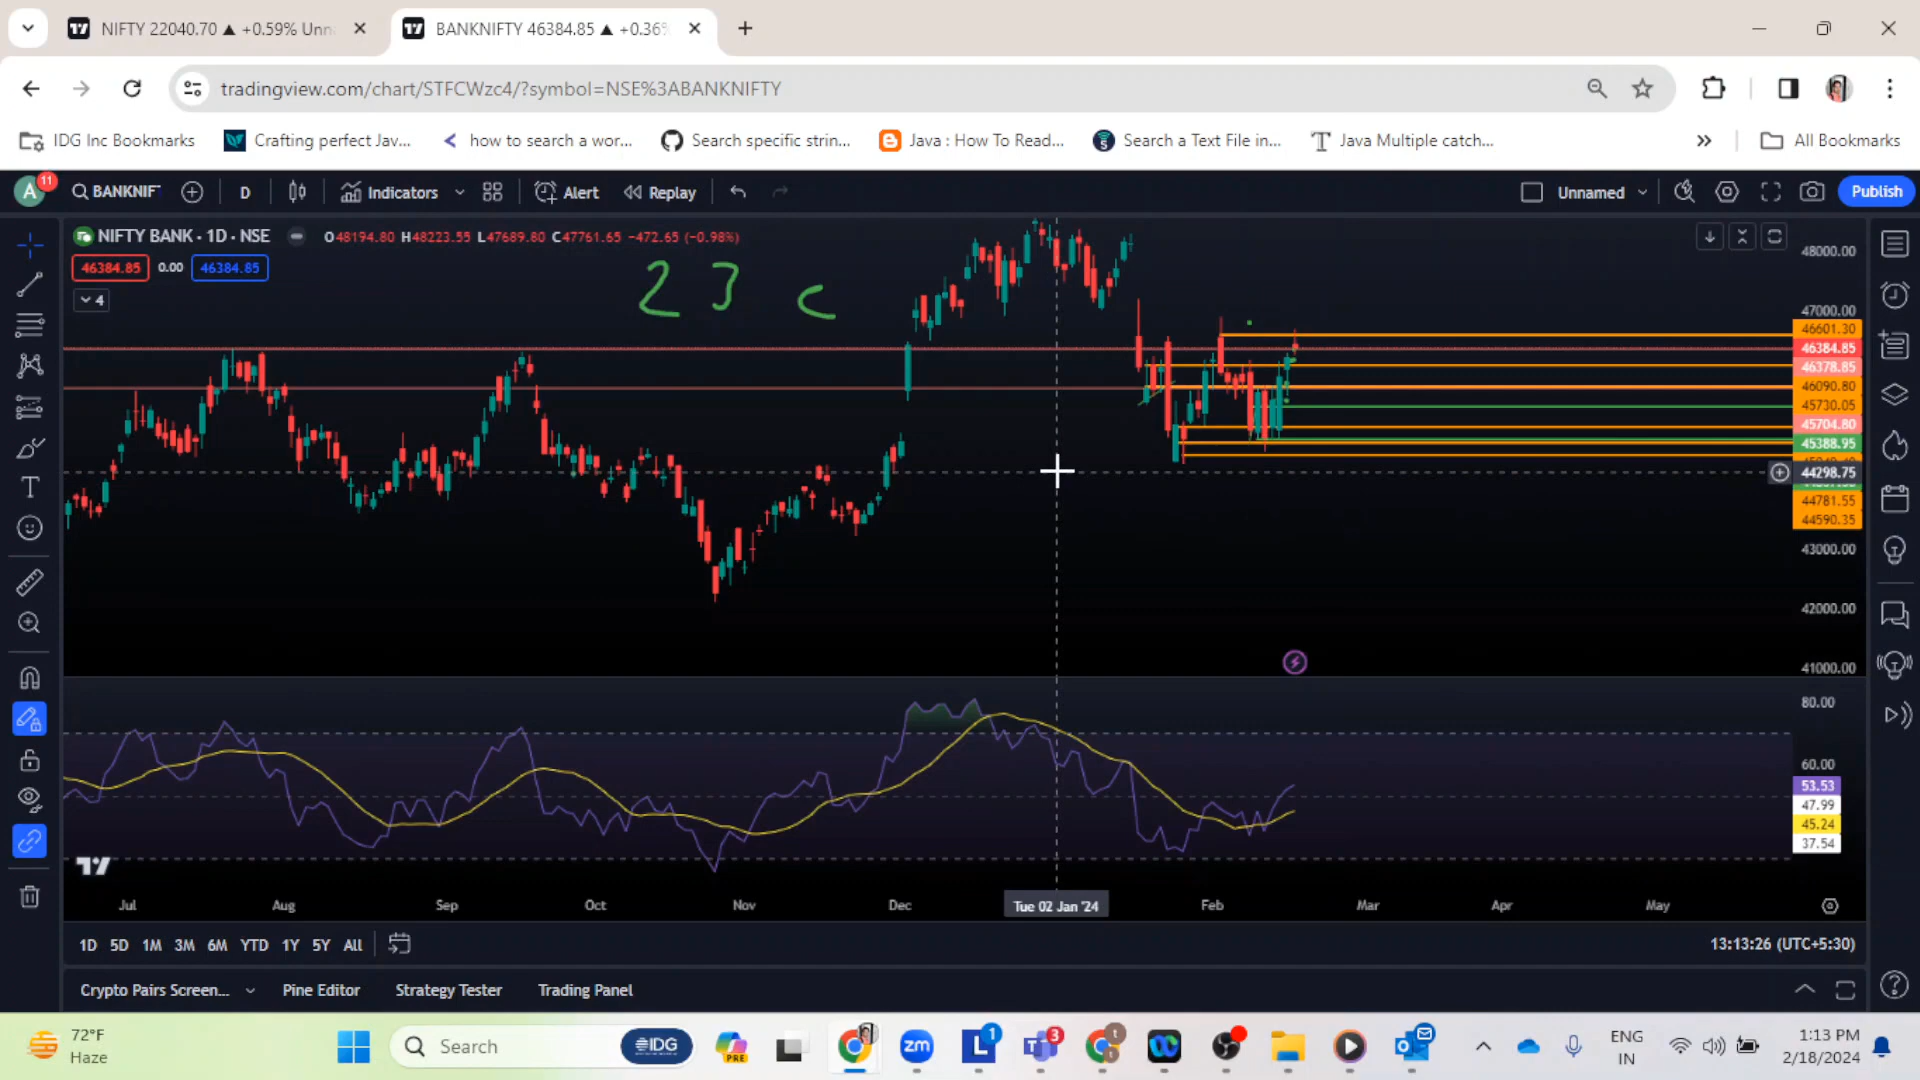 NIFTY 22040.70 ▲ +0.59% Unn
BANKNIFTY 46384.85 ▲ +0.36%
tradingview.com/chart/STFCWzc4/?symbol=NSE%3ABANKNIFTY
IDG Inc Bookmarks
Crafting perfect Jav...
how to search a wor...
Search specific strin...
Java : How To Read...
Search a Text File in...
Java Multiple catch...
All Bookmarks
A 11
BANKNIF
D
Indicators
Alert
Replay
Unnamed
Publish
NIFTY BANK · 1D · NSE
O48194.80 H48223.55 L47689.80 C47761.65 -472.65 (-0.98%)
46384.85 0.00 46384.85
4
2 3 c
48000.00
47000.00
46601.30
46384.85
46378.85
46090.80
45730.05
45704.80
45388.95
44298.75
44781.55
44590.35
43000.00
42000.00
41000.00
80.00
60.00
53.53
47.99
45.24
37.54
Jul Aug Sep Oct Nov Dec Tue 02 Jan '24 Feb Mar Apr May
1D 5D 1M 3M 6M YTD 1Y 5Y All
13:13:26 (UTC+5:30)
Crypto Pairs Screen... Pine Editor Strategy Tester Trading Panel
72°F
Haze
Search
IDG
PRE
zm
L 1
3
ENG
IN
1:13 PM
2/18/2024